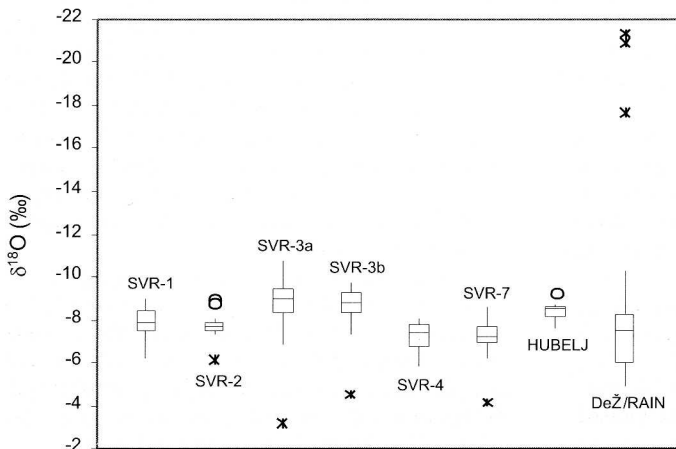 -22
-20
-18
-16
-14
-12
-10
-8
-6
-4
-2
δ18O (‰)
SVR-1
SVR-2
SVR-3a
SVR-3b
SVR-4
SVR-7
HUBELJ
DeŽ/RAIN